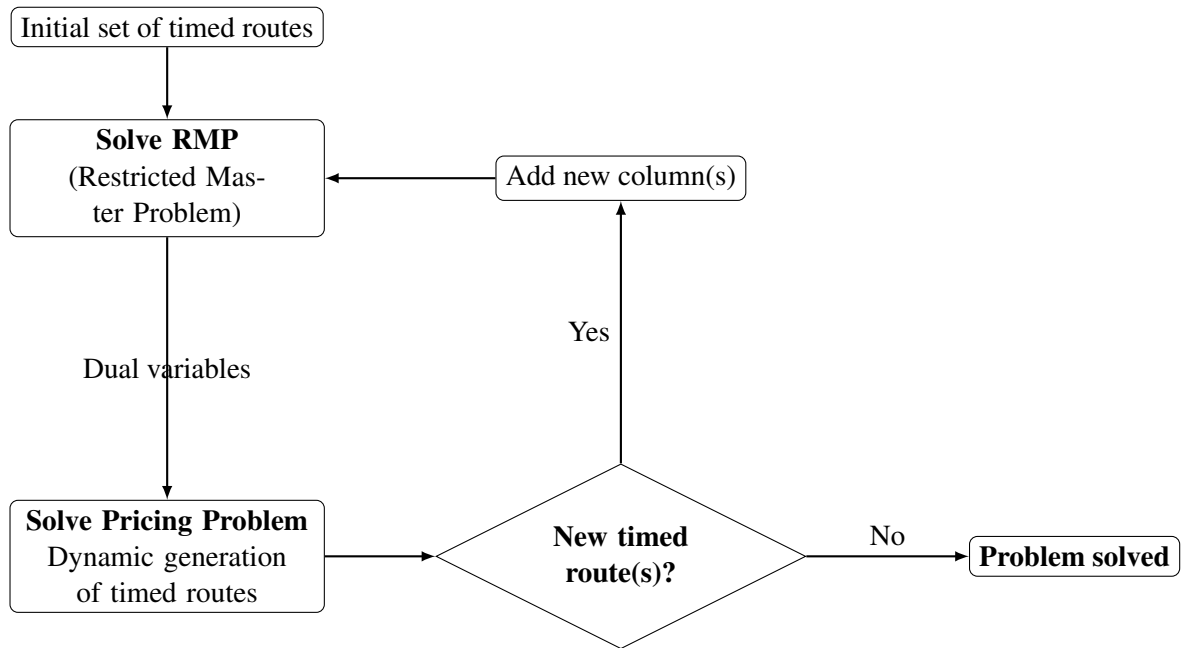 Initial set of timed routes
Solve RMP
(Restricted Mas-
ter Problem)
Add new column(s)
Yes
Dual variables
Solve Pricing Problem
Dynamic generation
of timed routes
New timed
route(s)?
No
Problem solved